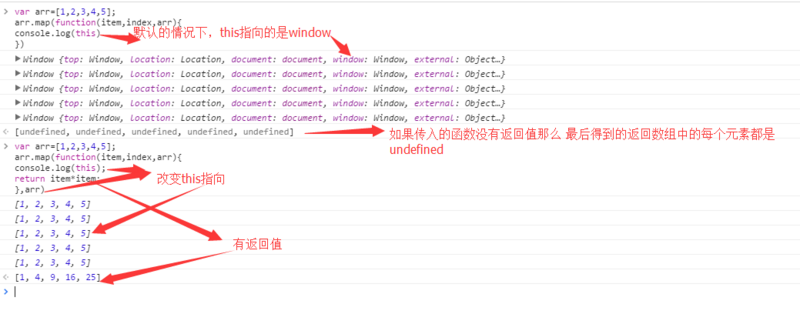 > var arr=[1,2,3,4,5];
arr.map(function(item,index,arr){
console.log(this) 默认的情况下，this指向的是window
})
▶Window {top: Window, location: Location, document: document, window: Window, external: Object…}
▶Window {top: Window, location: Location, document: document, window: Window, external: Object…}
▶Window {top: Window, location: Location, document: document, window: Window, external: Object…}
▶Window {top: Window, location: Location, document: document, window: Window, external: Object…}
▶Window {top: Window, location: Location, document: document, window: Window, external: Object…}
[undefined, undefined, undefined, undefined, undefined]
如果传入的函数没有返回值那么 最后得到的返回数组中的每个元素都是
undefined
> var arr=[1,2,3,4,5];
arr.map(function(item,index,arr){
console.log(this);
return item*item;
},arr)
改变this指向
[1, 2, 3, 4, 5]
[1, 2, 3, 4, 5]
[1, 2, 3, 4, 5]
[1, 2, 3, 4, 5]
[1, 2, 3, 4, 5]
有返回值
[1, 4, 9, 16, 25]
>